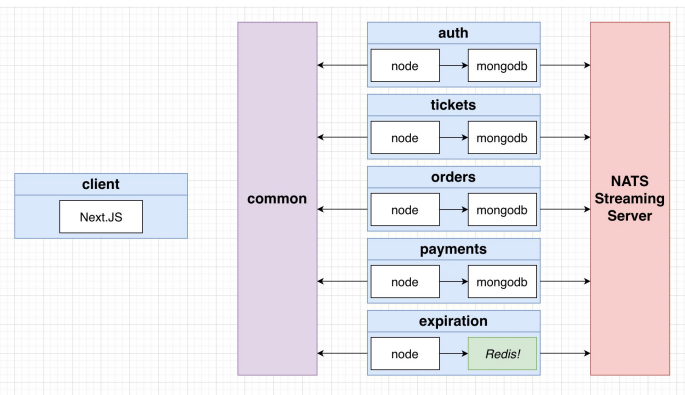 client
Next.JS
common
auth
node
mongodb
tickets
node
mongodb
orders
node
mongodb
payments
node
mongodb
expiration
node
Redis!
NATS
Streaming
Server